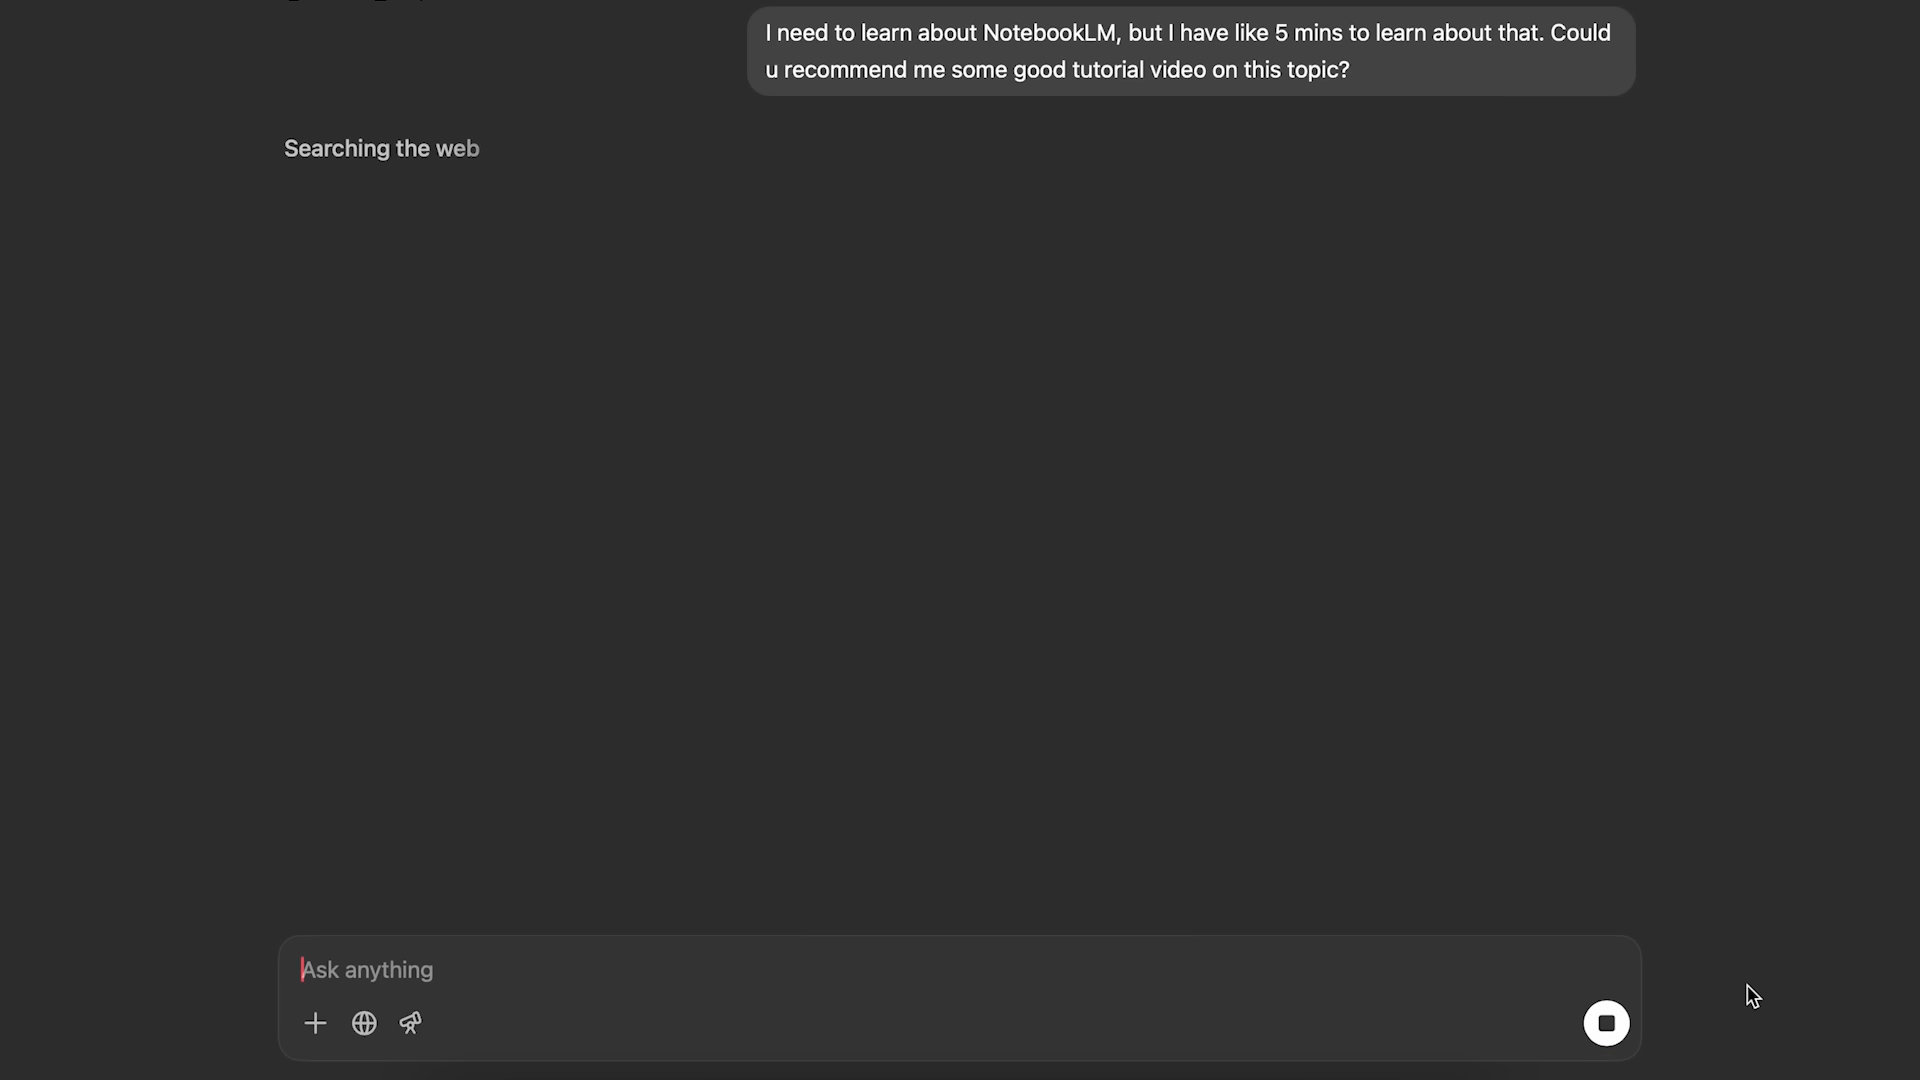 I need to learn about NotebookLM, but I have like 5 mins to learn about that. Could
u recommend me some good tutorial video on this topic?
Searching the web
Ask anything